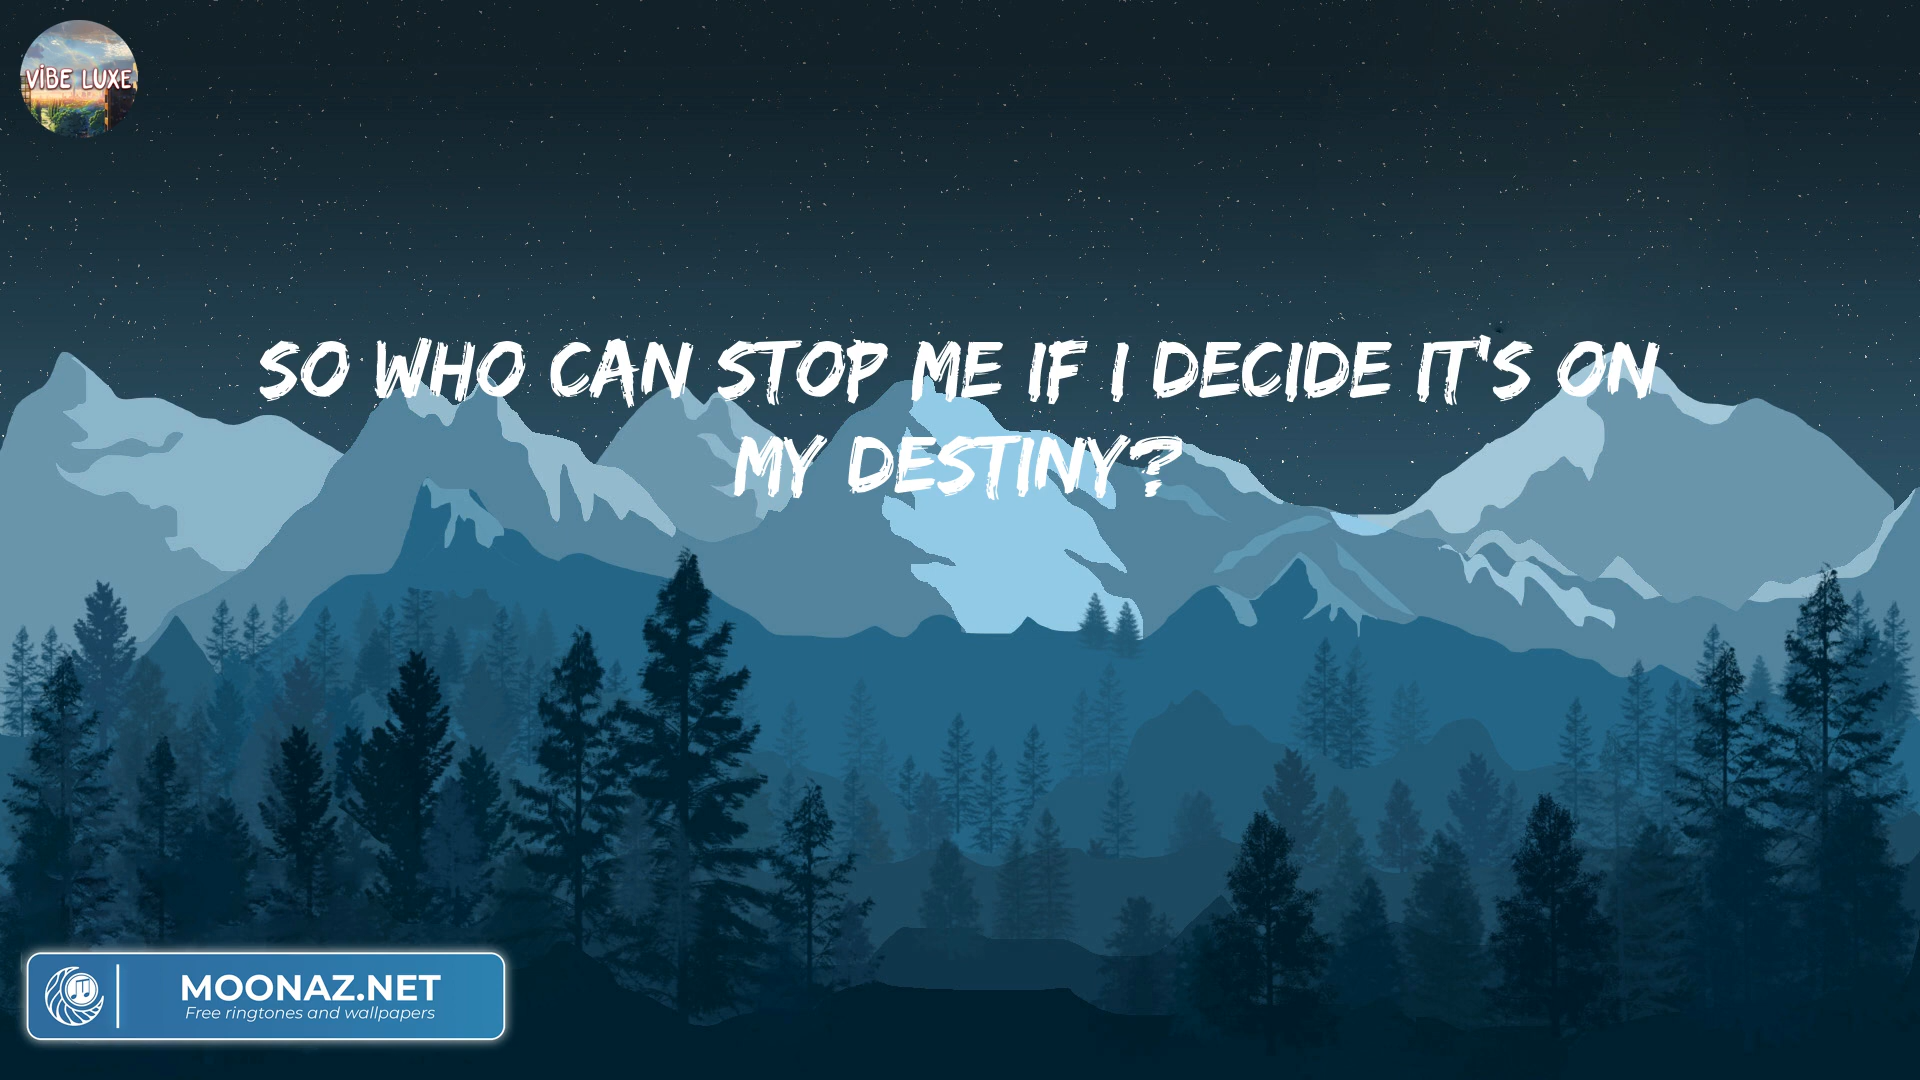 VIBE LUXE
SO WHO CAN STOP ME IF I DECIDE IT'S ON
MY DESTINY?
MOONAZ.NET
Free ringtones and wallpapers